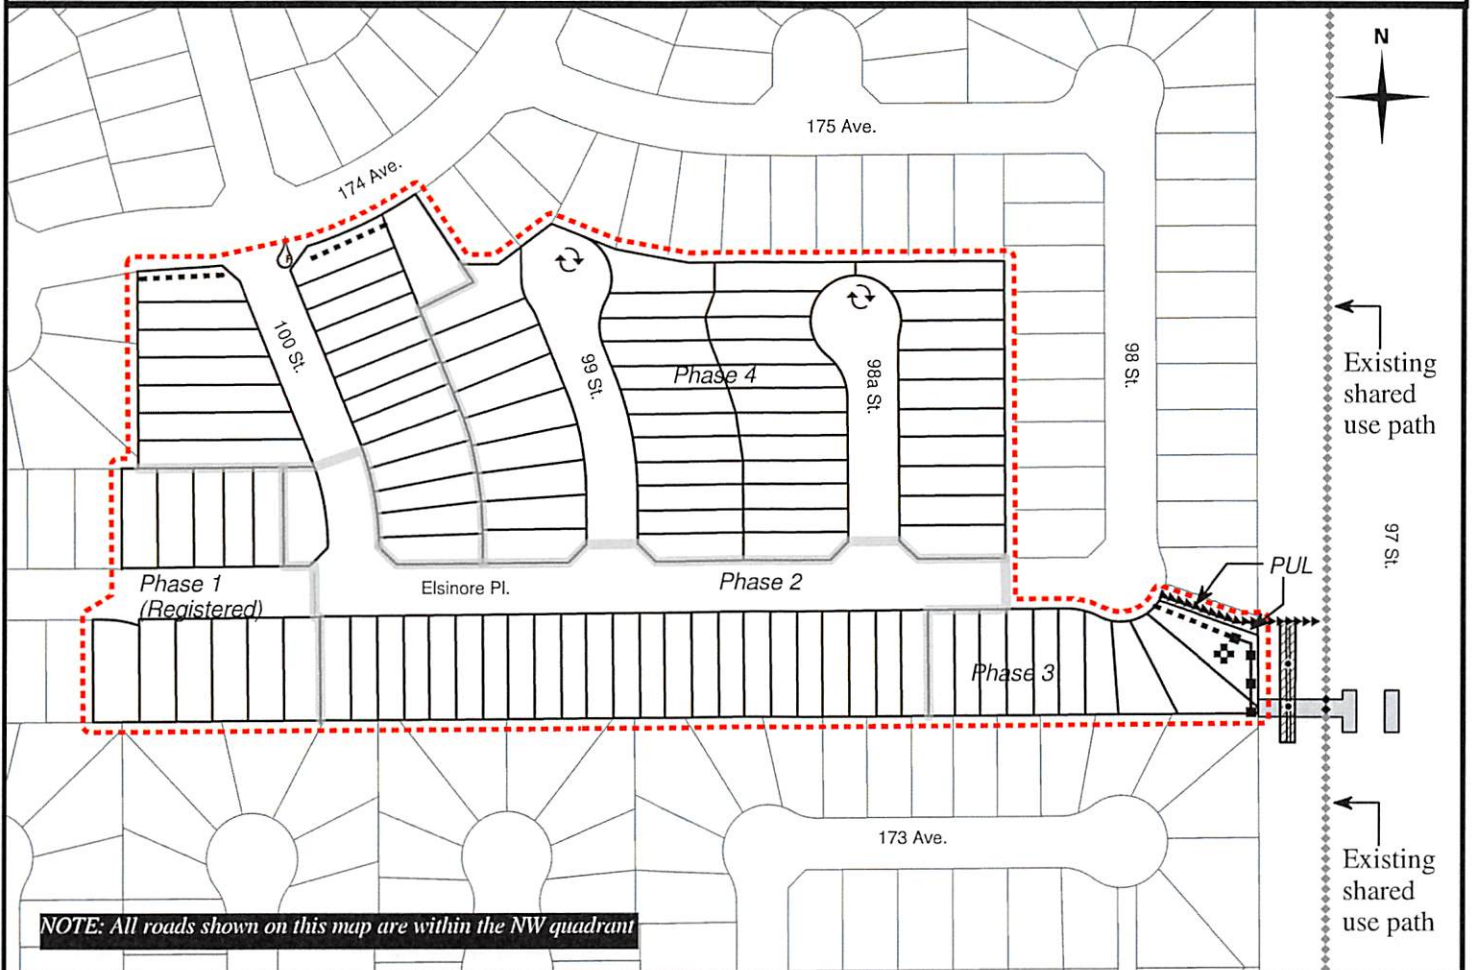 N
175 Ave.
174 Ave.
100 St.
99 St.
Phase 4
98a St.
98 St.
Existing
shared
use path
97 St.
PUL
Phase 1
(Registered)
Elsinore Pl.
Phase 2
Phase 3
173 Ave.
Existing
shared
use path
NOTE: All roads shown on this map are within the NW quadrant